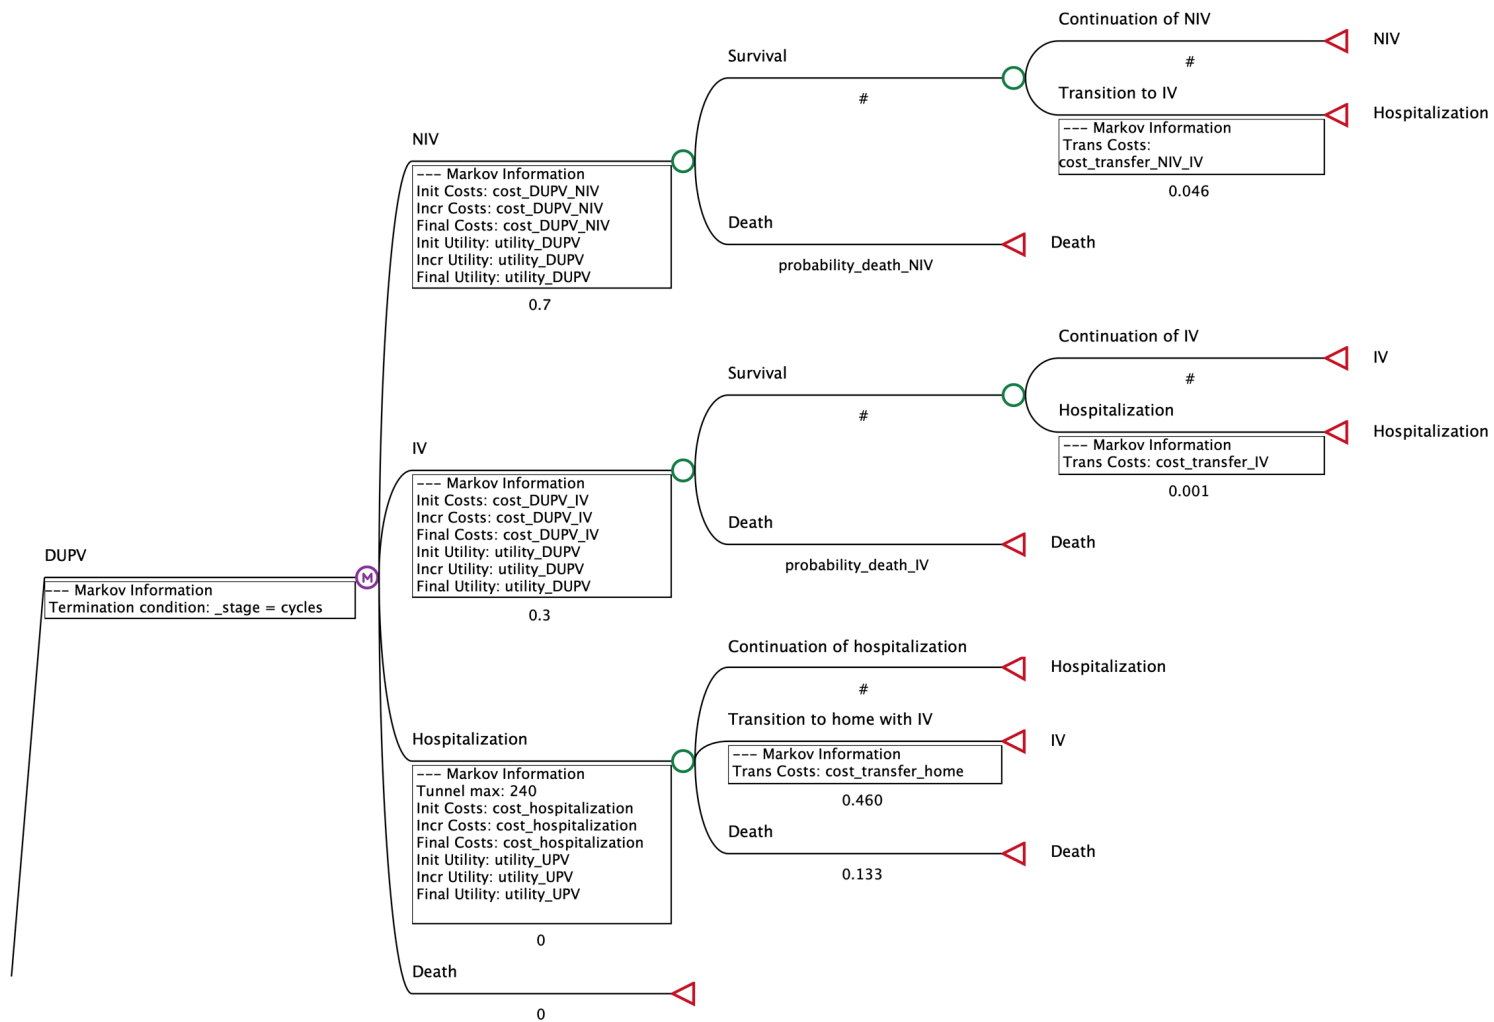 Continuation of NIV
NIV
#
Survival
#
Transition to IV
Hospitalization
--- Markov Information
Trans Costs:
cost_transfer_NIV_IV
0.046
NIV
--- Markov Information
Init Costs: cost_DUPV_NIV
Incr Costs: cost_DUPV_NIV
Final Costs: cost_DUPV_NIV
Init Utility: utility_DUPV
Incr Utility: utility_DUPV
Final Utility: utility_DUPV
0.7
Death
Death
probability_death_NIV
Continuation of IV
IV
#
Survival
#
Hospitalization
Hospitalization
--- Markov Information
Trans Costs: cost_transfer_IV
0.001
IV
--- Markov Information
Init Costs: cost_DUPV_IV
Incr Costs: cost_DUPV_IV
Final Costs: cost_DUPV_IV
Init Utility: utility_DUPV
Incr Utility: utility_DUPV
Final Utility: utility_DUPV
0.3
Death
Death
probability_death_IV
DUPV
--- Markov Information
Termination condition: _stage = cycles
Continuation of hospitalization
Hospitalization
#
Transition to home with IV
IV
--- Markov Information
Trans Costs: cost_transfer_home
0.460
Hospitalization
--- Markov Information
Tunnel max: 240
Init Costs: cost_hospitalization
Incr Costs: cost_hospitalization
Final Costs: cost_hospitalization
Init Utility: utility_UPV
Incr Utility: utility_UPV
Final Utility: utility_UPV
0
Death
Death
0.133
Death
0